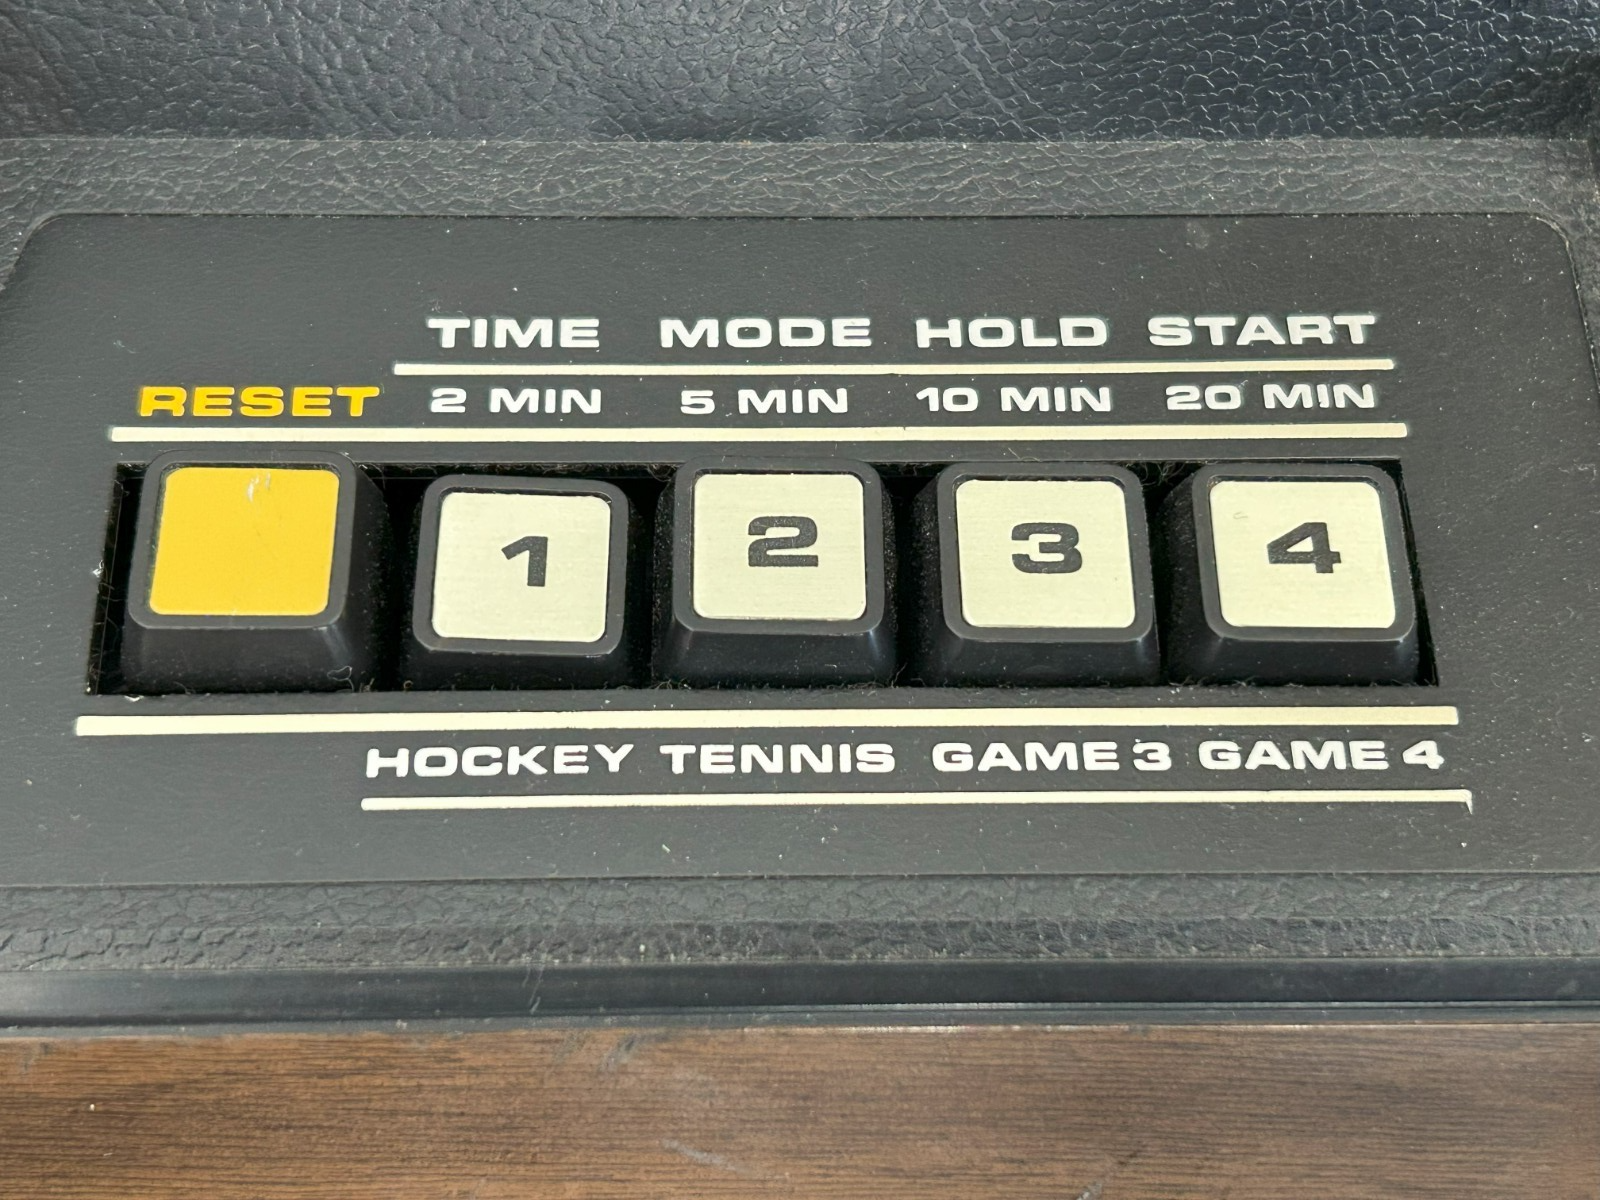 TIME MODE HOLD START
RESET 2 MIN 5 MIN 10 MIN 20 MIN
1 2 3 4
HOCKEY TENNIS GAME 3 GAME 4